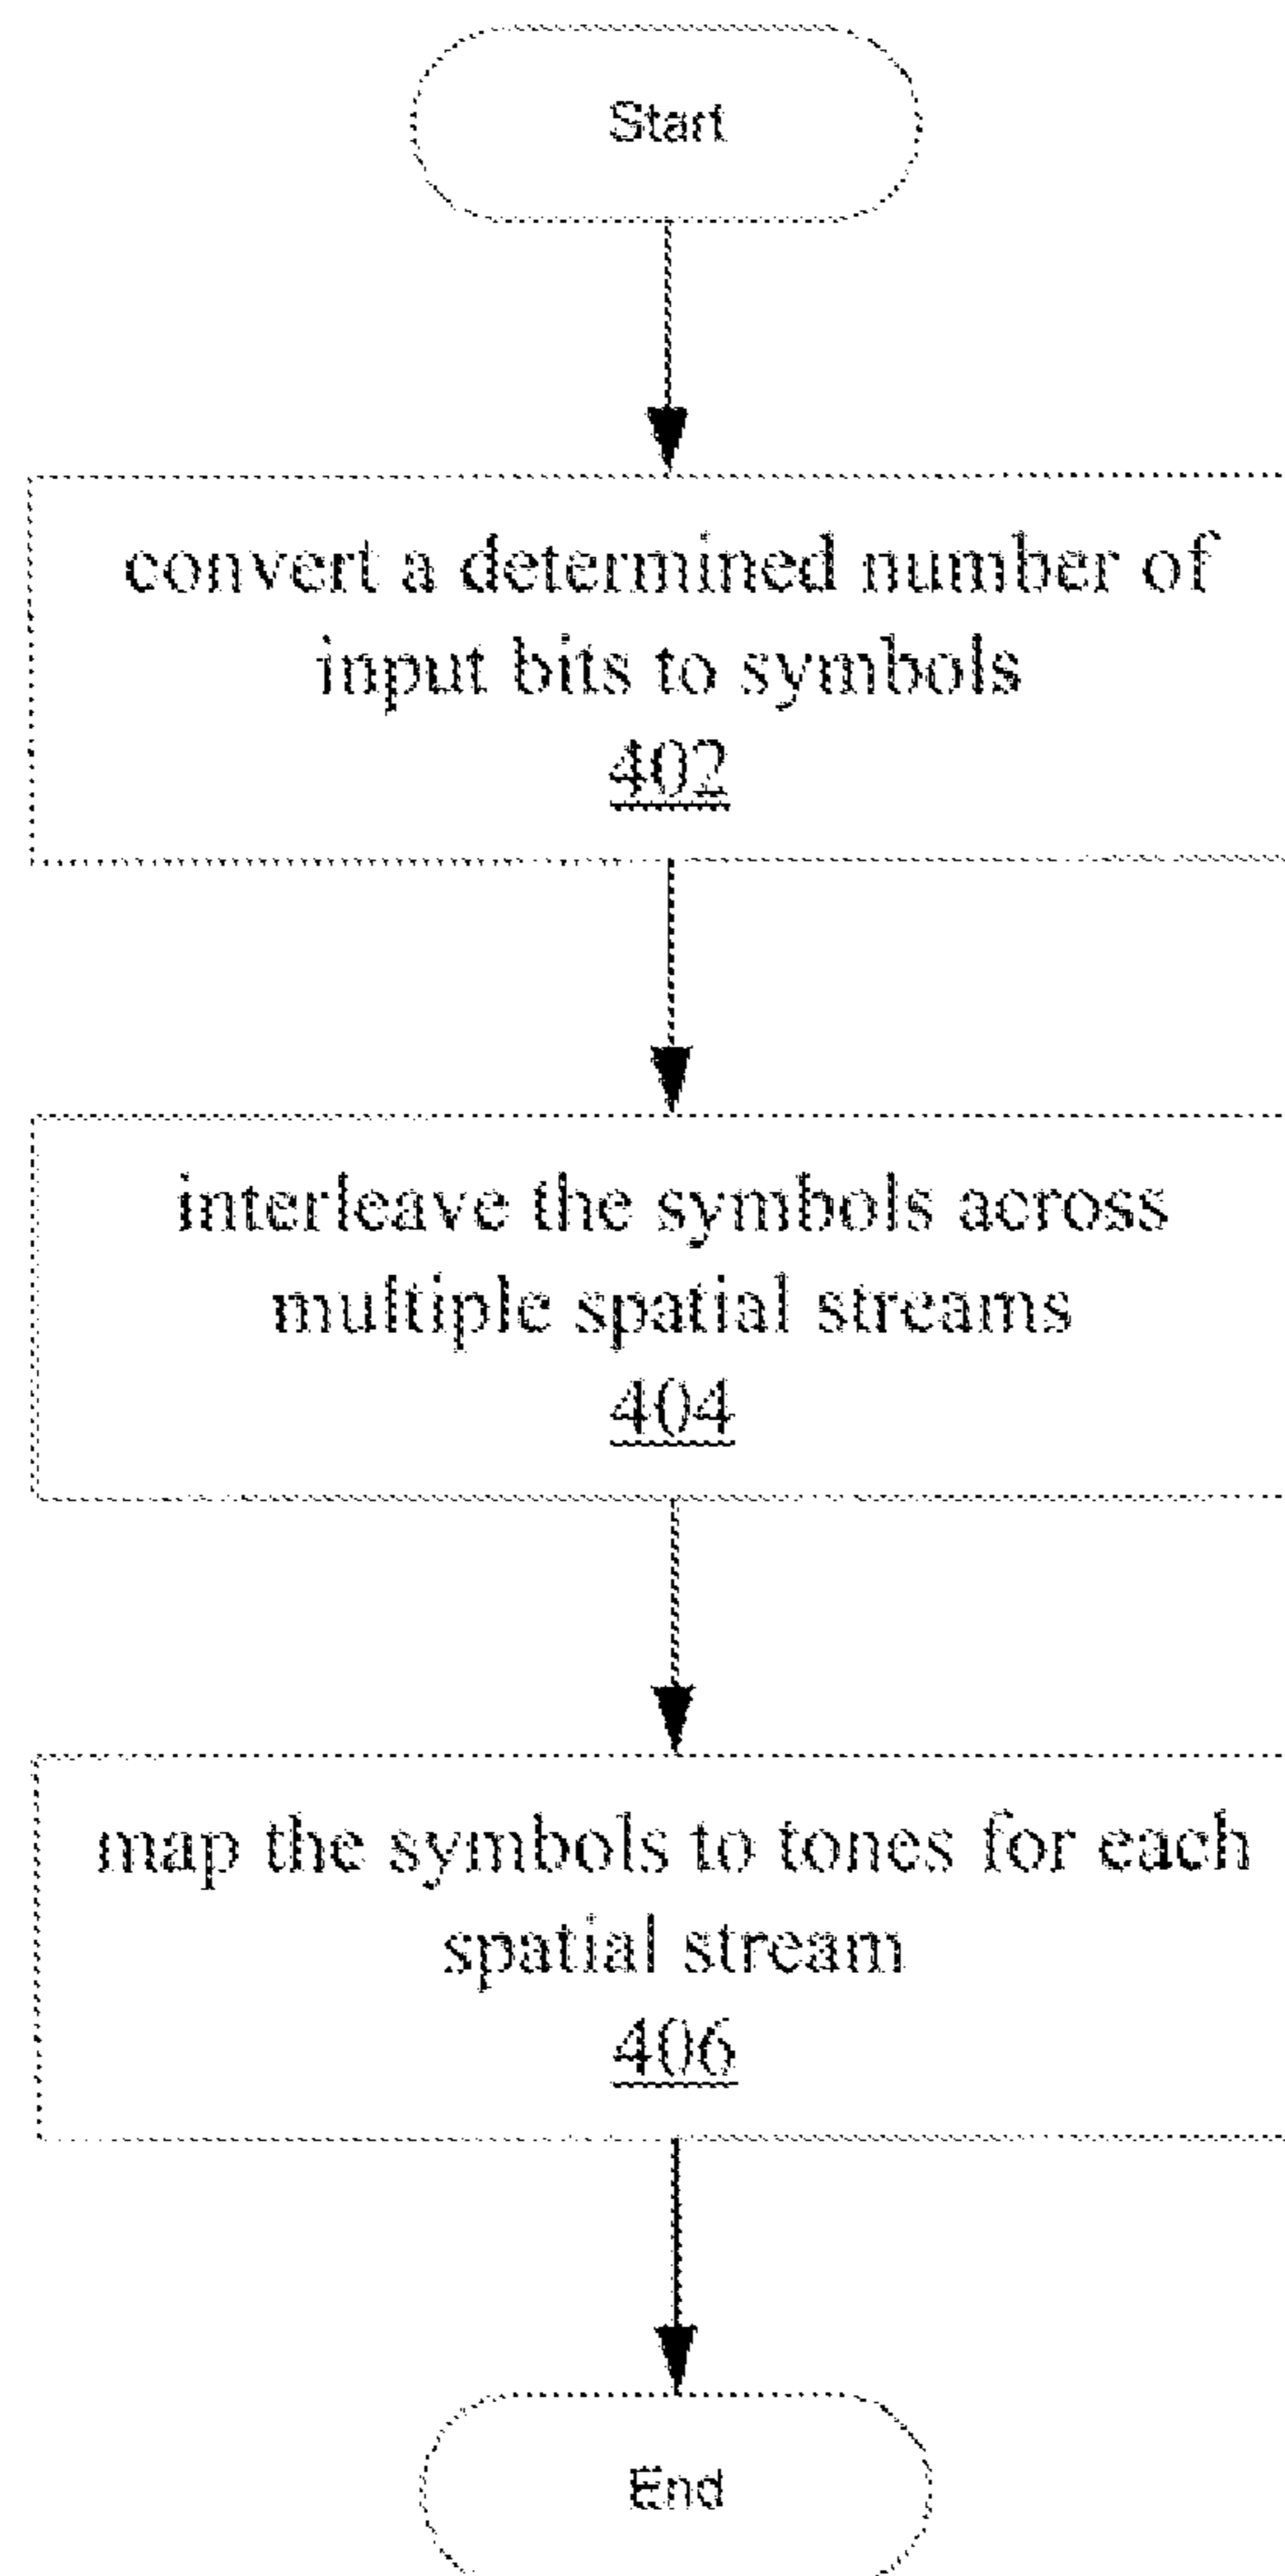 Start
convert a determined number of
input bits to symbols
402
interleave the symbols across
multiple spatial streams
404
map the symbols to tones for each
spatial stream
406
End